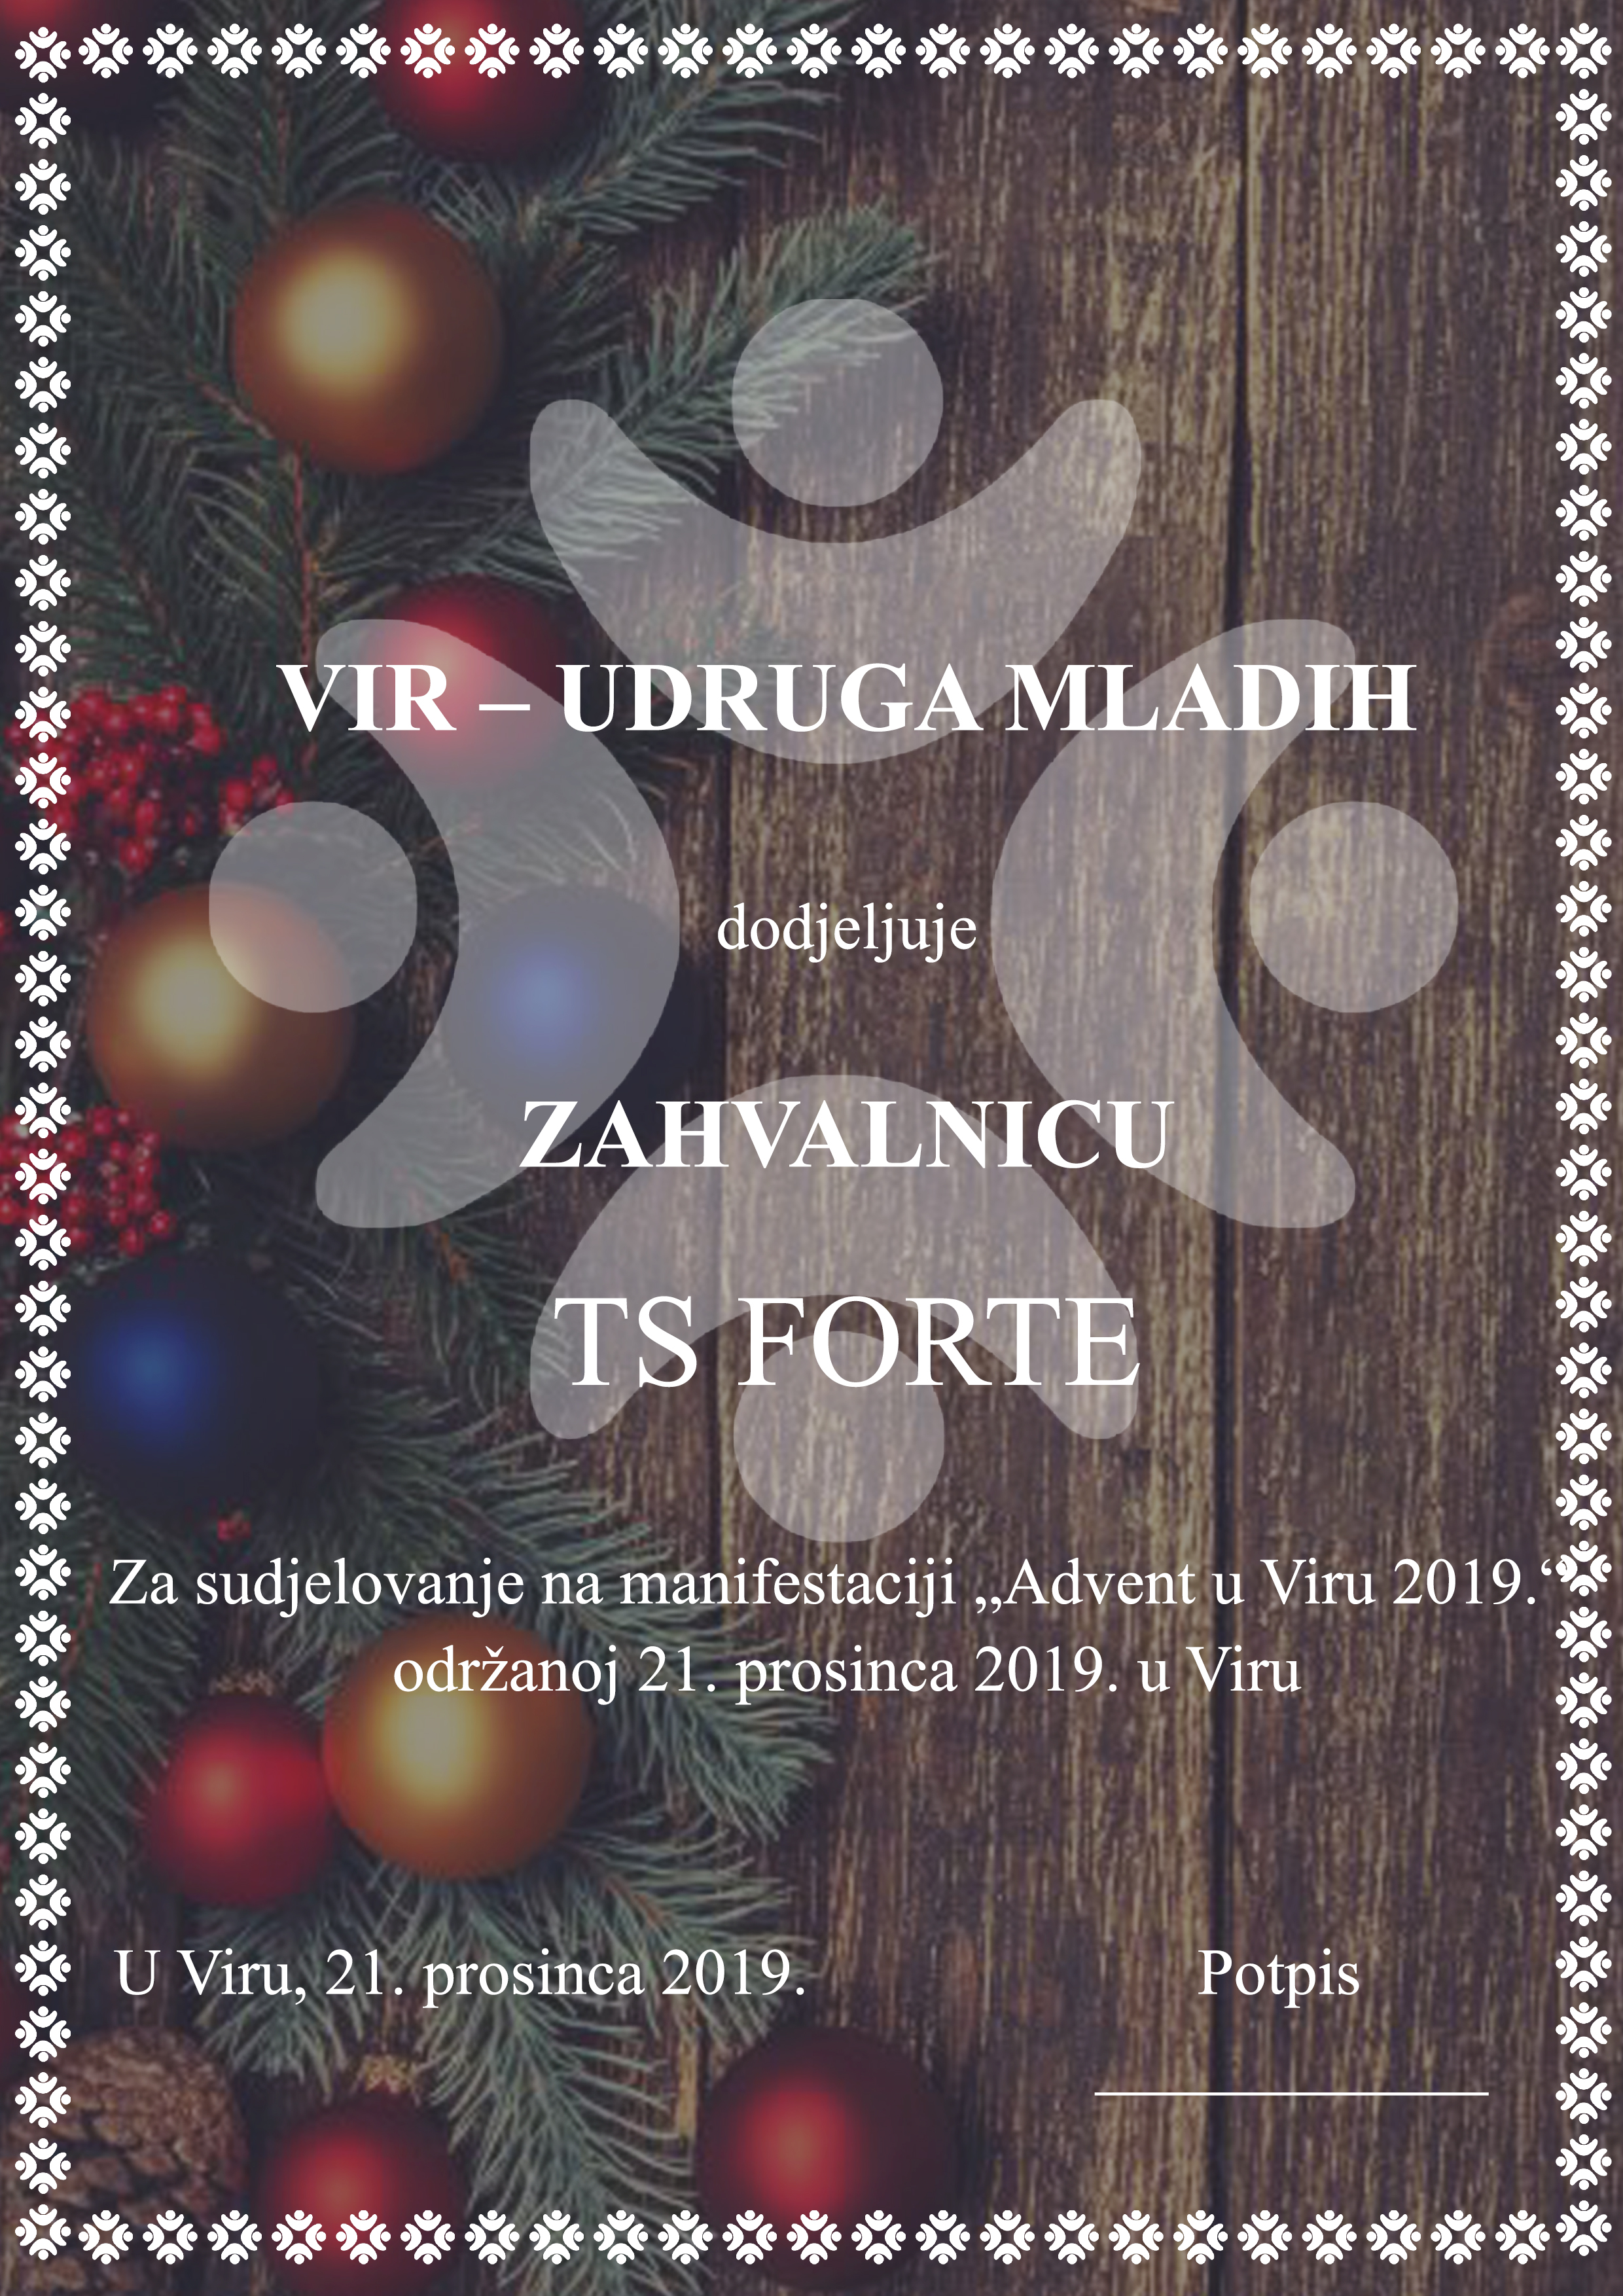 VIR – UDRUGA MLADIH
dodjeljuje
ZAHVALNICU
TS FORTE
Za sudjelovanje na manifestaciji „Advent u Viru 2019.“
održanoj 21. prosinca 2019. u Viru
U Viru, 21. prosinca 2019.
Potpis